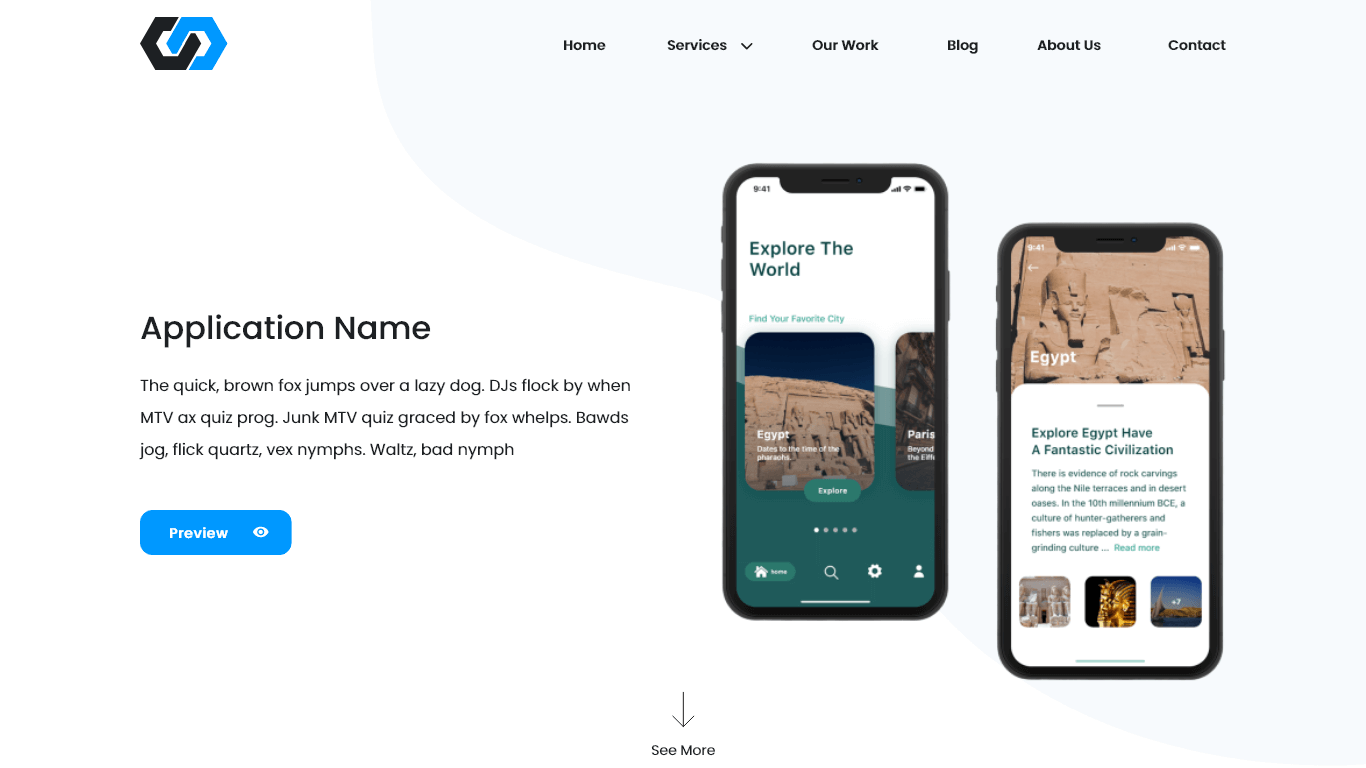 Home Services Our Work Blog About Us Contact
Application Name
The quick, brown fox jumps over a lazy dog. DJs flock by when
MTV ax quiz prog. Junk MTV quiz graced by fox whelps. Bawds
jog, flick quartz, vex nymphs. Waltz, bad nymph
Preview
9:41
Explore The
World
Find Your Favorite City
Egypt
Dates to the time of the
pharaohs.
Paris
Beyond
the Eiffe
Explore
home
9:41
Egypt
Explore Egypt Have
A Fantastic Civilization
There is evidence of rock carvings
along the Nile terraces and in desert
oases. In the 10th millennium BCE, a
culture of hunter-gatherers and
fishers was replaced by a grain-
grinding culture ... Read more
+7
See More